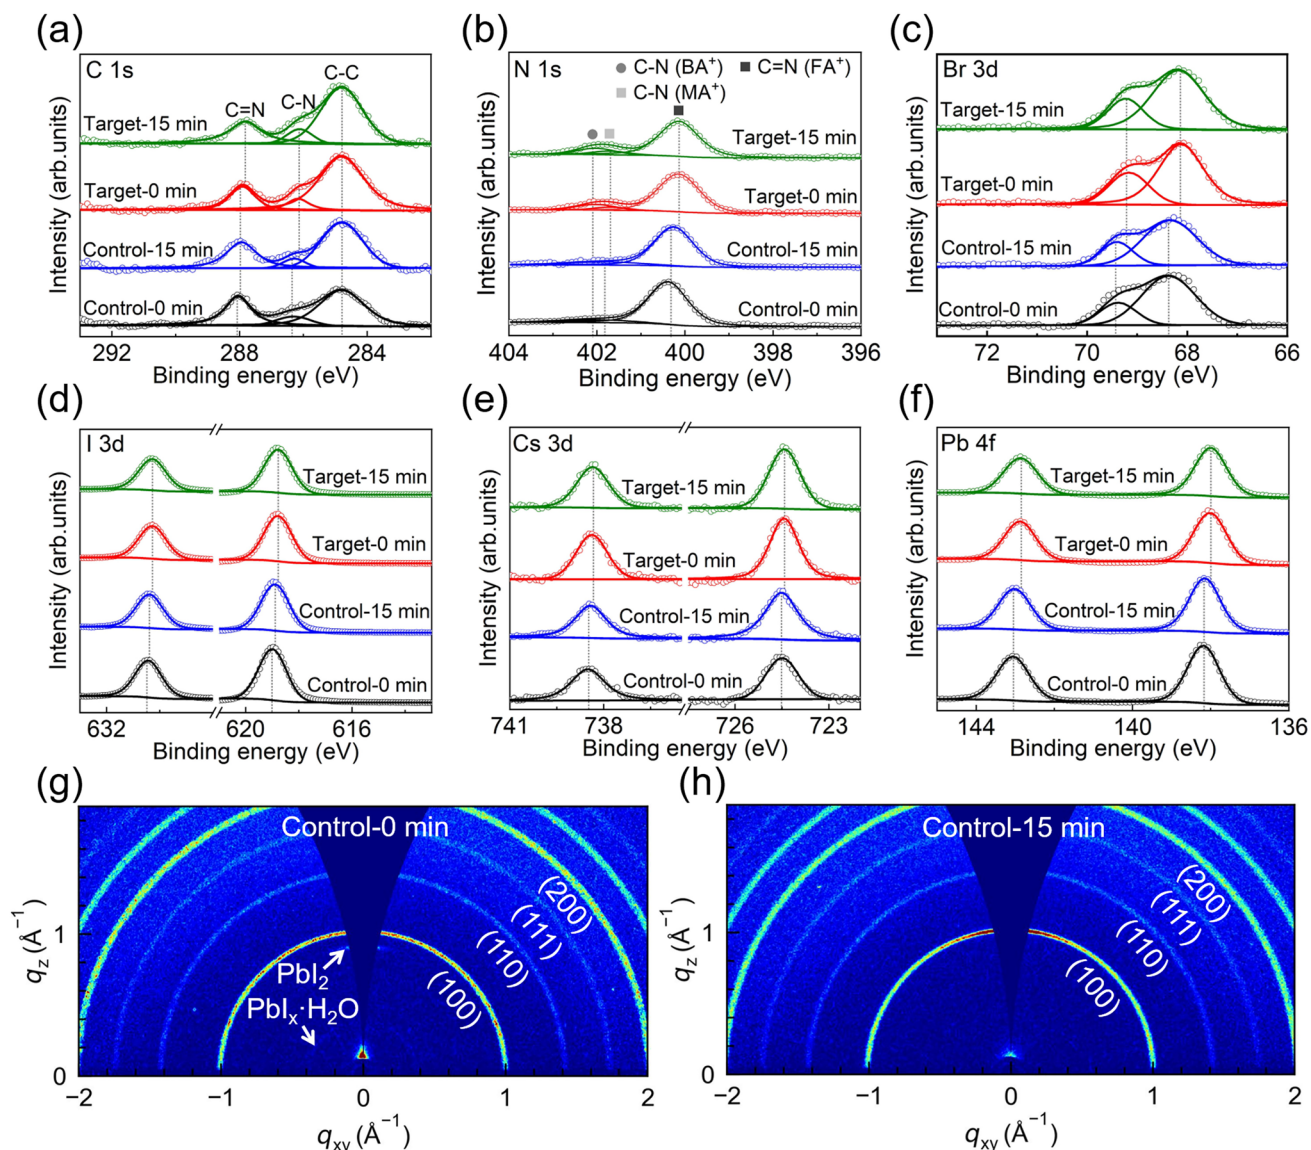 (a)
C 1s
C=N
C-N
C-C
Target-15 min
Target-0 min
Control-15 min
Control-0 min
Intensity (arb.units)
292
288
284
Binding energy (eV)
(b)
N 1s
C-N (BA⁺)
C=N (FA⁺)
C-N (MA⁺)
Target-15 min
Target-0 min
Control-15 min
Control-0 min
Intensity (arb.units)
404
402
400
398
396
Binding energy (eV)
(c)
Br 3d
Target-15 min
Target-0 min
Control-15 min
Control-0 min
Intensity (arb.units)
72
70
68
66
Binding energy (eV)
(d)
I 3d
Target-15 min
Target-0 min
Control-15 min
Control-0 min
Intensity (arb.units)
632
620
616
Binding energy (eV)
(e)
Cs 3d
Target-15 min
Target-0 min
Control-15 min
Control-0 min
Intensity (arb.units)
741
738
726
723
Binding energy (eV)
(f)
Pb 4f
Target-15 min
Target-0 min
Control-15 min
Control-0 min
Intensity (arb.units)
144
140
136
Binding energy (eV)
(g)
Control-0 min
(200)
(111)
(110)
(100)
PbI₂
PbIₓ·H₂O
1
0
qz (Å⁻¹)
−2
−1
0
1
2
qxy (Å⁻¹)
(h)
Control-15 min
(200)
(111)
(110)
(100)
1
0
qz (Å⁻¹)
−2
−1
0
1
2
qxy (Å⁻¹)